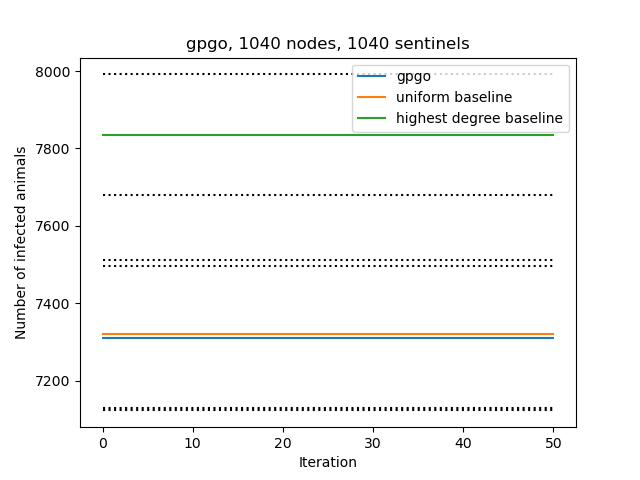 gpgo, 1040 nodes, 1040 sentinels
8000
7800
7600
7400
7200
Number of infected animals
gpgo
uniform baseline
highest degree baseline
0 10 20 30 40 50
Iteration